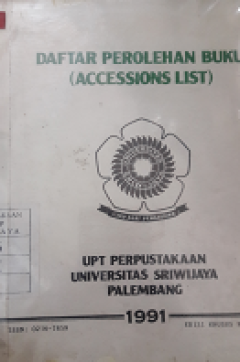 DAFTAR PEROLEHAN BUKU
(ACCESSIONS LIST)
UPT PERPUSTAKAAN
UNIVERSITAS SRIWIJAYA
PALEMBANG
1991